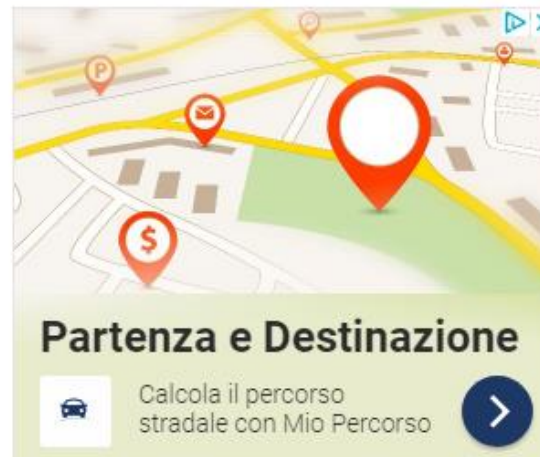 P
$
Partenza e Destinazione
Calcola il percorso
stradale con Mio Percorso